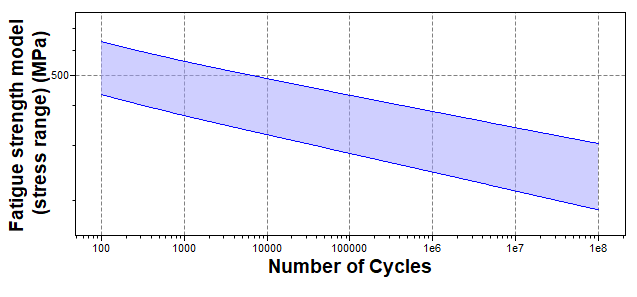 Fatigue strength model
(stress range) (MPa)
500
100 1000 10000 100000 1e6 1e7 1e8
Number of Cycles